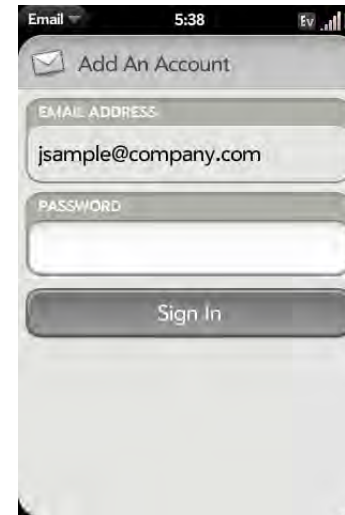 Email 5:38 Ev
Add An Account
EMAIL ADDRESS
jsample@company.com
PASSWORD
Sign In